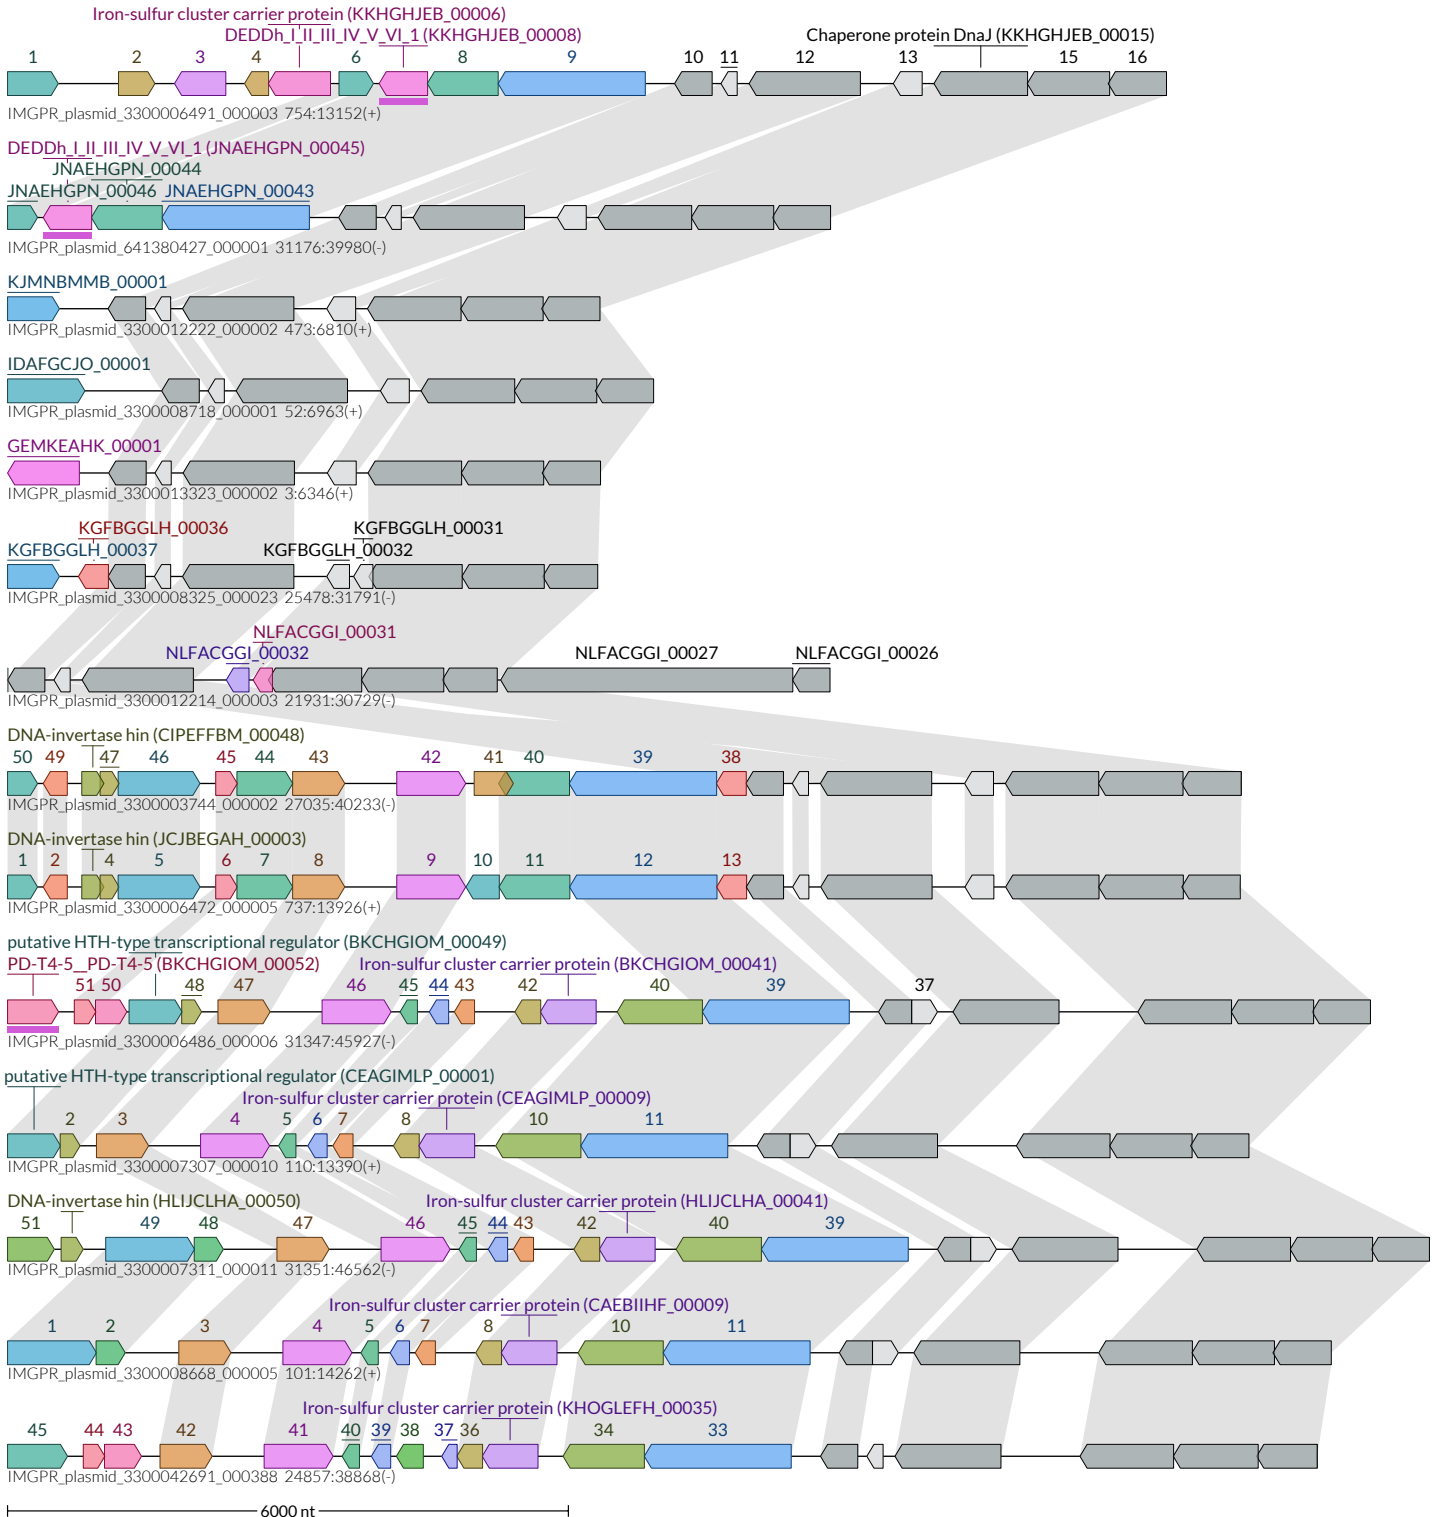 Iron-sulfur cluster carrier protein (KKHGHJEB_00006)
DEDDh_I_II_III_IV_V_VI_1 (KKHGHJEB_00008) Chaperone protein DnaJ (KKHGHJEB_00015)
1 2 3 4 6 8 9 10 11 12 13 15 16
IMGPR_plasmid_3300006491_000003 754:13152(+)
DEDDh_I_II_III_IV_V_VI_1 (JNAEHGPN_00045)
JNAEHGPN_00044
JNAEHGPN_00046 JNAEHGPN_00043
IMGPR_plasmid_641380427_000001 31176:39980(-)
KJMNBMMB_00001
IMGPR_plasmid_3300012222_000002 473:6810(+)
IDAFGCJO_00001
IMGPR_plasmid_3300008718_000001 52:6963(+)
GEMKEAHK_00001
IMGPR_plasmid_3300013323_000002 3:6346(+)
KGFBGGLH_00036 KGFBGGLH_00031
KGFBGGLH_00037 KGFBGGLH_00032
IMGPR_plasmid_3300008325_000023 25478:31791(-)
NLFACGGI_00031
NLFACGGI_00032 NLFACGGI_00027 NLFACGGI_00026
IMGPR_plasmid_3300012214_000003 21931:30729(-)
DNA-invertase hin (CIPEFFBM_00048)
50 49 47 46 45 44 43 42 41 40 39 38
IMGPR_plasmid_3300003744_000002 27035:40233(-)
DNA-invertase hin (JCJBEGAH_00003)
1 2 4 5 6 7 8 9 10 11 12 13
IMGPR_plasmid_3300006472_000005 737:13926(+)
putative HTH-type transcriptional regulator (BKCHGIOM_00049)
PD-T4-5__PD-T4-5 (BKCHGIOM_00052) Iron-sulfur cluster carrier protein (BKCHGIOM_00041)
51 50 48 47 46 45 44 43 42 40 39 37
IMGPR_plasmid_3300006486_000006 31347:45927(-)
putative HTH-type transcriptional regulator (CEAGIMLP_00001)
Iron-sulfur cluster carrier protein (CEAGIMLP_00009)
2 3 4 5 6 7 8 10 11
IMGPR_plasmid_3300007307_000010 110:13390(+)
DNA-invertase hin (HLIJCLHA_00050) Iron-sulfur cluster carrier protein (HLIJCLHA_00041)
51 49 48 47 46 45 44 43 42 40 39
IMGPR_plasmid_3300007311_000011 31351:46562(-)
Iron-sulfur cluster carrier protein (CAEBIIHF_00009)
1 2 3 4 5 6 7 8 10 11
IMGPR_plasmid_3300008668_000005 101:14262(+)
Iron-sulfur cluster carrier protein (KHOGLEFH_00035)
45 44 43 42 41 40 39 38 37 36 34 33
IMGPR_plasmid_3300042691_000388 24857:38868(-)
6000 nt